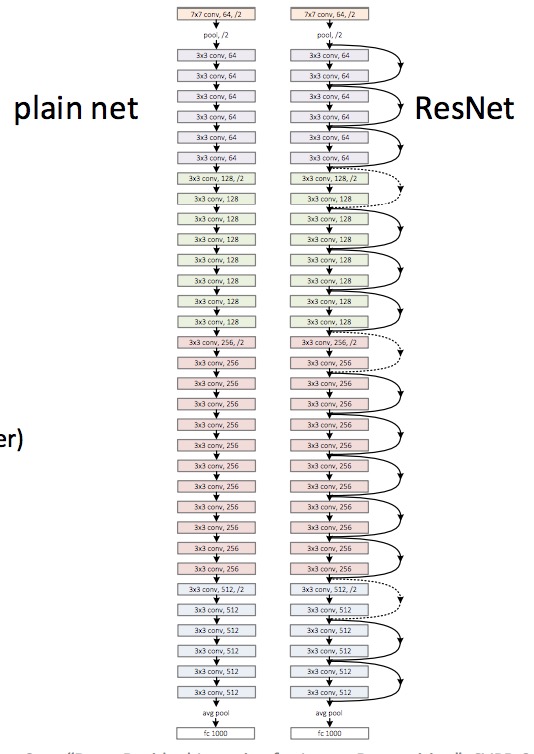 plain net
7x7 conv, 64, /2
pool, /2
3x3 conv, 64
3x3 conv, 64
3x3 conv, 64
3x3 conv, 64
3x3 conv, 64
3x3 conv, 64
3x3 conv, 128, /2
3x3 conv, 128
3x3 conv, 128
3x3 conv, 128
3x3 conv, 128
3x3 conv, 128
3x3 conv, 128
3x3 conv, 128
3x3 conv, 256, /2
3x3 conv, 256
3x3 conv, 256
3x3 conv, 256
3x3 conv, 256
3x3 conv, 256
3x3 conv, 256
3x3 conv, 256
3x3 conv, 256
3x3 conv, 256
3x3 conv, 256
3x3 conv, 256
3x3 conv, 512, /2
3x3 conv, 512
3x3 conv, 512
3x3 conv, 512
3x3 conv, 512
3x3 conv, 512
avg pool
fc 1000
ResNet
7x7 conv, 64, /2
pool, /2
3x3 conv, 64
3x3 conv, 64
3x3 conv, 64
3x3 conv, 64
3x3 conv, 64
3x3 conv, 64
3x3 conv, 128, /2
3x3 conv, 128
3x3 conv, 128
3x3 conv, 128
3x3 conv, 128
3x3 conv, 128
3x3 conv, 128
3x3 conv, 128
3x3 conv, 256, /2
3x3 conv, 256
3x3 conv, 256
3x3 conv, 256
3x3 conv, 256
3x3 conv, 256
3x3 conv, 256
3x3 conv, 256
3x3 conv, 256
3x3 conv, 256
3x3 conv, 256
3x3 conv, 256
3x3 conv, 512, /2
3x3 conv, 512
3x3 conv, 512
3x3 conv, 512
3x3 conv, 512
3x3 conv, 512
avg pool
fc 1000
er)